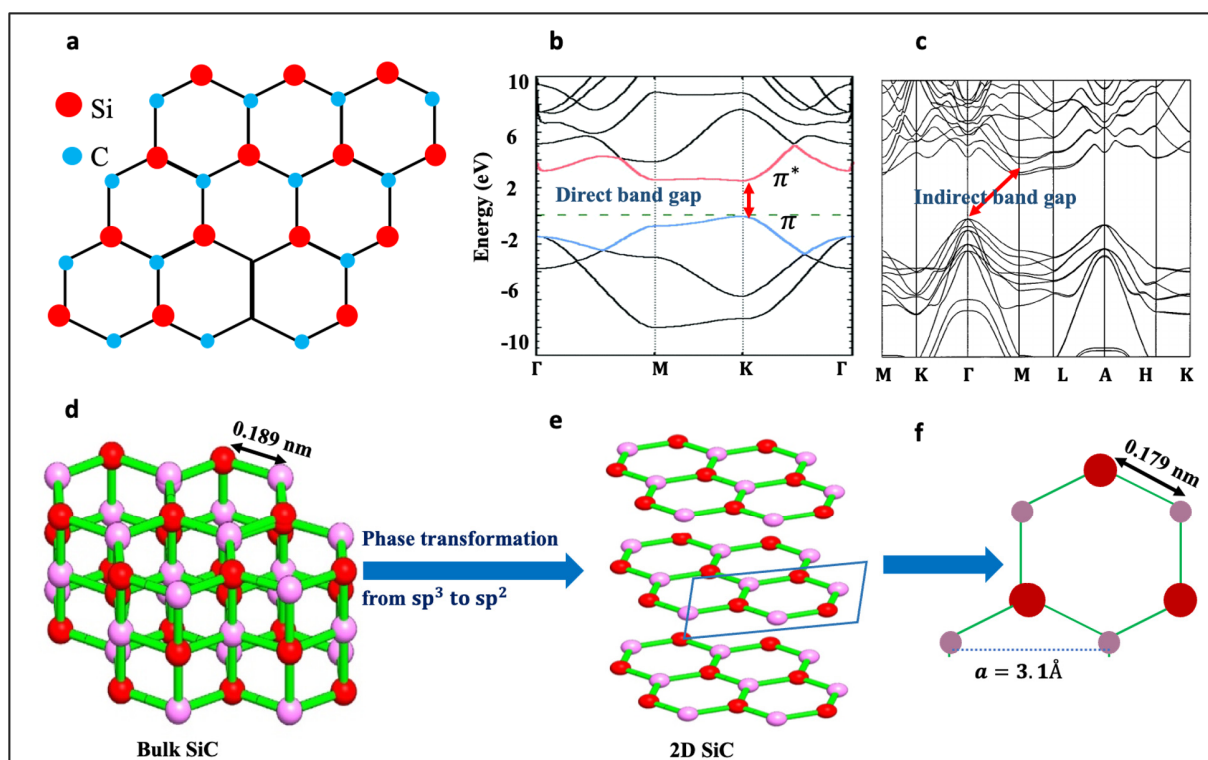 a
Si
C
b
10
6
2
-2
-6
-10
Energy (eV)
Direct band gap
π*
π
Γ
M
K
Γ
c
Indirect band gap
M
K
Γ
M
L
A
H
K
d
0.189 nm
Bulk SiC
Phase transformation
from sp³ to sp²
e
2D SiC
f
0.179 nm
a = 3.1Å